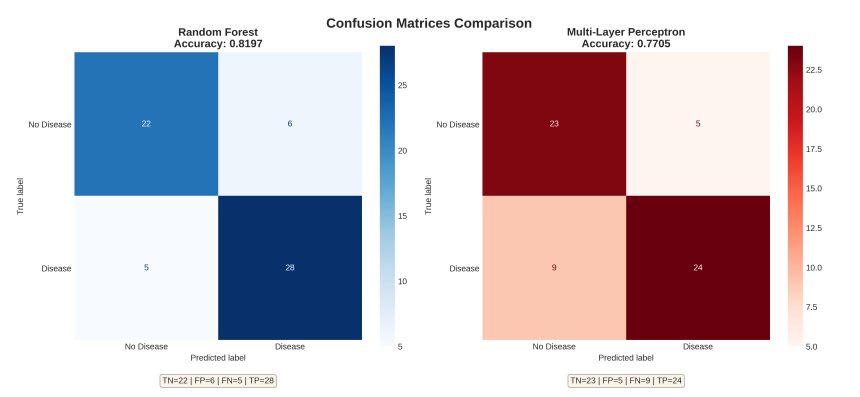 Confusion Matrices Comparison
Random Forest
Accuracy: 0.8197
No Disease
Disease
True label
22
6
5
28
No Disease
Disease
Predicted label
25
20
15
10
5
TN=22 | FP=6 | FN=5 | TP=28
Multi-Layer Perceptron
Accuracy: 0.7705
No Disease
Disease
True label
23
5
9
24
No Disease
Disease
Predicted label
22.5
20.0
17.5
15.0
12.5
10.0
7.5
5.0
TN=23 | FP=5 | FN=9 | TP=24